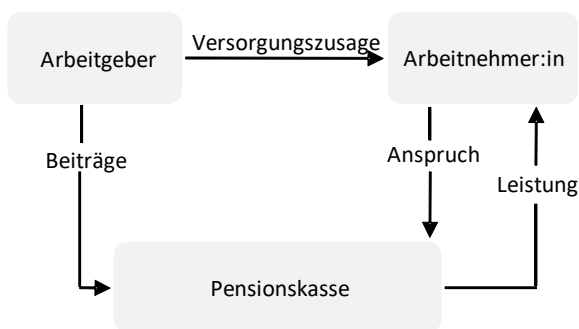 Versorgungszusage
Arbeitgeber
Arbeitnehmer:in
Beiträge
Anspruch
Leistung
Pensionskasse